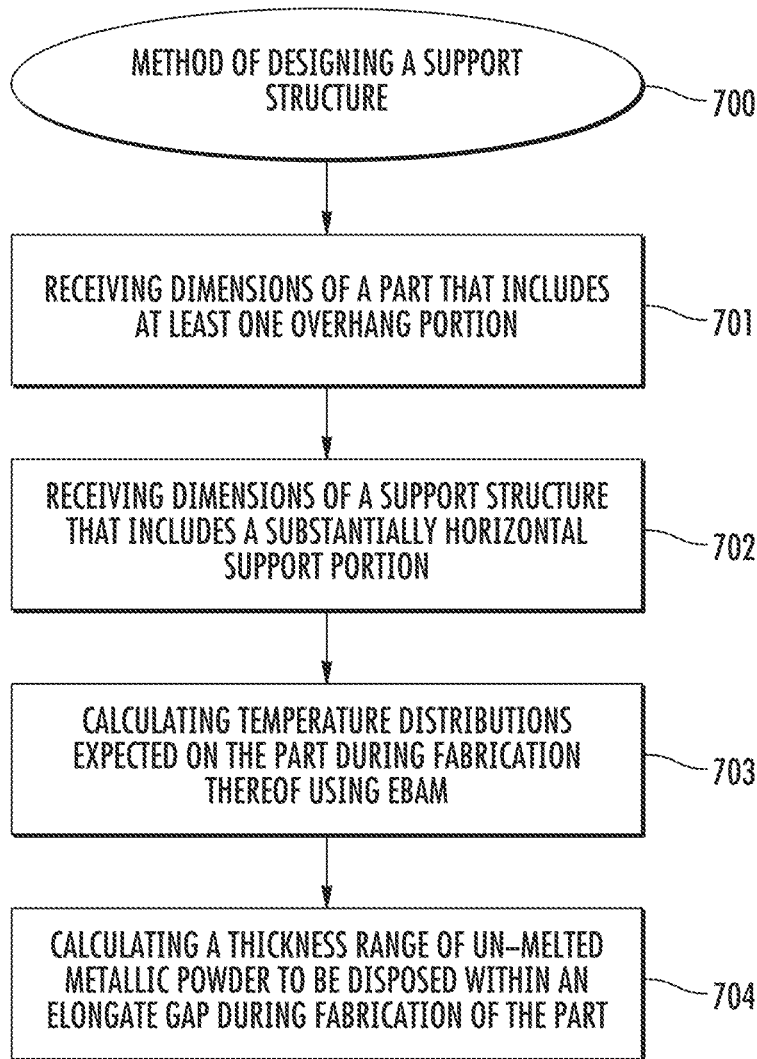 METHOD OF DESIGNING A SUPPORT
STRUCTURE
700
RECEIVING DIMENSIONS OF A PART THAT INCLUDES
AT LEAST ONE OVERHANG PORTION
701
RECEIVING DIMENSIONS OF A SUPPORT STRUCTURE
THAT INCLUDES A SUBSTANTIALLY HORIZONTAL
SUPPORT PORTION
702
CALCULATING TEMPERATURE DISTRIBUTIONS
EXPECTED ON THE PART DURING FABRICATION
THEREOF USING EBAM
703
CALCULATING A THICKNESS RANGE OF UN-MELTED
METALLIC POWDER TO BE DISPOSED WITHIN AN
ELONGATE GAP DURING FABRICATION OF THE PART
704